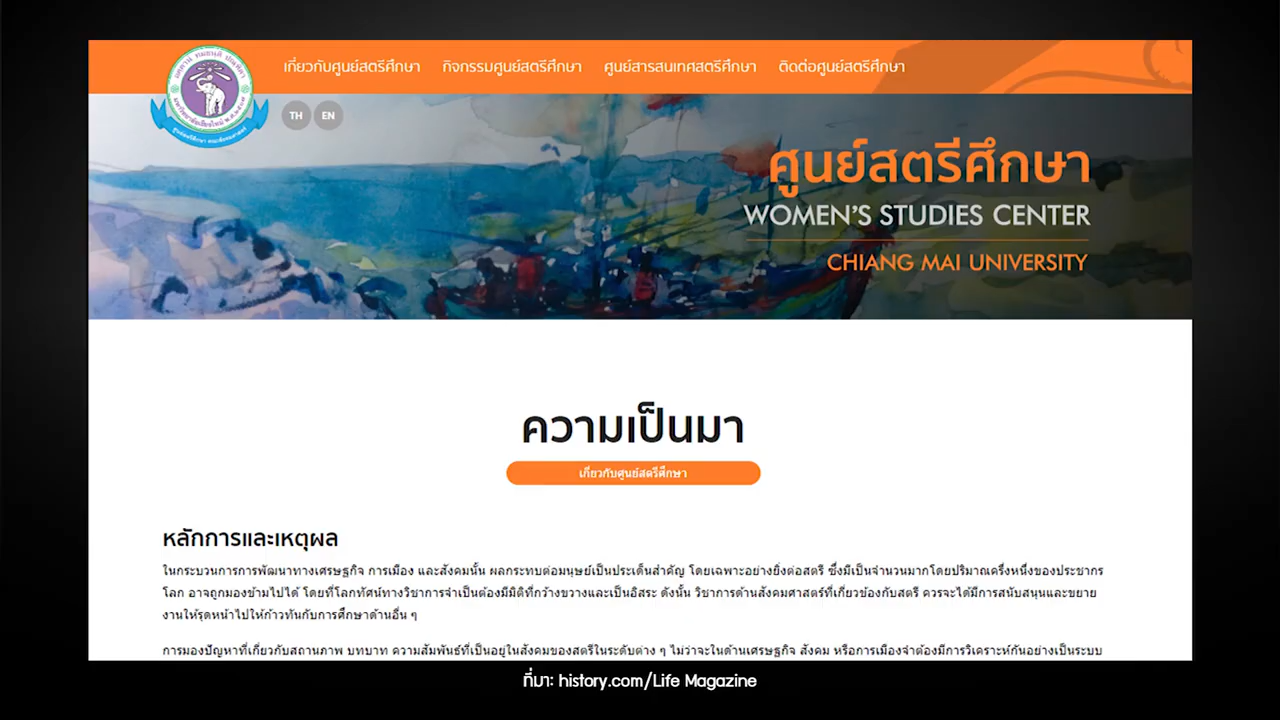 เกี่ยวกับศูนย์สตรีศึกษา กิจกรรมศูนย์สตรีศึกษา ศูนย์สารสนเทศสตรีศึกษา ติดต่อศูนย์สตรีศึกษา
TH EN
ศูนย์สตรีศึกษา
WOMEN'S STUDIES CENTER
CHIANG MAI UNIVERSITY
ความเป็นมา
เกี่ยวกับศูนย์สตรีศึกษา
หลักการและเหตุผล
ในกระบวนการการพัฒนาทางเศรษฐกิจ การเมือง และสังคมนั้น ผลกระทบต่อมนุษย์เป็นประเด็นสำคัญ โดยเฉพาะอย่างยิ่งต่อสตรี ซึ่งมีเป็นจำนวนมากโดยปริมาณครึ่งหนึ่งของประชากร
โลก อาจถูกมองข้ามไปได้ โดยที่โลกทัศน์ทางวิชาการจำเป็นต้องมีมิติที่กว้างขวางและเป็นอิสระ ดังนั้น วิชาการด้านสังคมศาสตร์ที่เกี่ยวข้องกับสตรี ควรจะได้มีการสนับสนุนและขยาย
งานให้รุดหน้าไปให้ก้าวทันกับการศึกษาด้านอื่น ๆ
การมองปัญหาที่เกี่ยวกับสถานภาพ บทบาท ความสัมพันธ์ที่เป็นอยู่ในสังคมของสตรีในระดับต่าง ๆ ไม่ว่าจะในด้านเศรษฐกิจ สังคม หรือการเมืองจำต้องมีการวิเคราะห์กันอย่างเป็นระบบ
ที่มา: history.com/Life Magazine